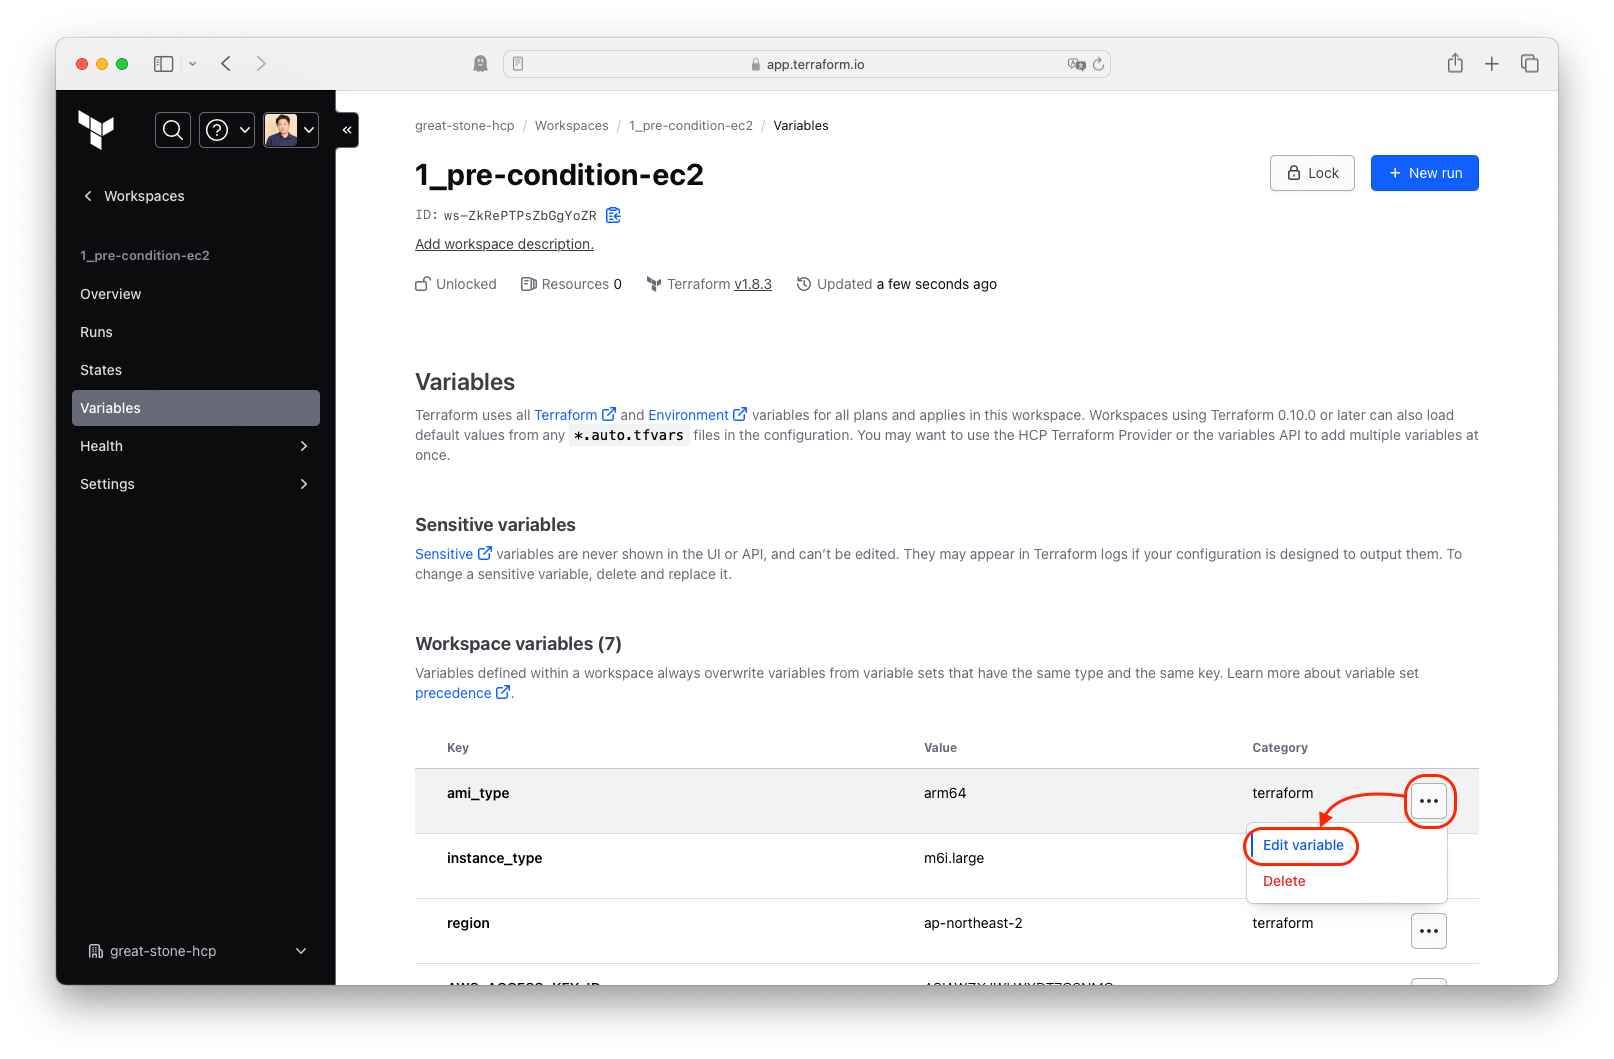 app.terraform.io
great-stone-hcp / Workspaces / 1_pre-condition-ec2 / Variables
1_pre-condition-ec2
Lock
+ New run
ID: ws-ZkRePTPsZbGgYoZR
Add workspace description.
Unlocked Resources 0 Terraform v1.8.3 Updated a few seconds ago
Workspaces
1_pre-condition-ec2
Overview
Runs
States
Variables
Health
Settings
great-stone-hcp
Variables
Terraform uses all Terraform and Environment variables for all plans and applies in this workspace. Workspaces using Terraform 0.10.0 or later can also load
default values from any *.auto.tfvars files in the configuration. You may want to use the HCP Terraform Provider or the variables API to add multiple variables at
once.
Sensitive variables
Sensitive variables are never shown in the UI or API, and can't be edited. They may appear in Terraform logs if your configuration is designed to output them. To
change a sensitive variable, delete and replace it.
Workspace variables (7)
Variables defined within a workspace always overwrite variables from variable sets that have the same type and the same key. Learn more about variable set
precedence.
Key Value Category
ami_type arm64 terraform
Edit variable
Delete
instance_type m6i.large
region ap-northeast-2 terraform